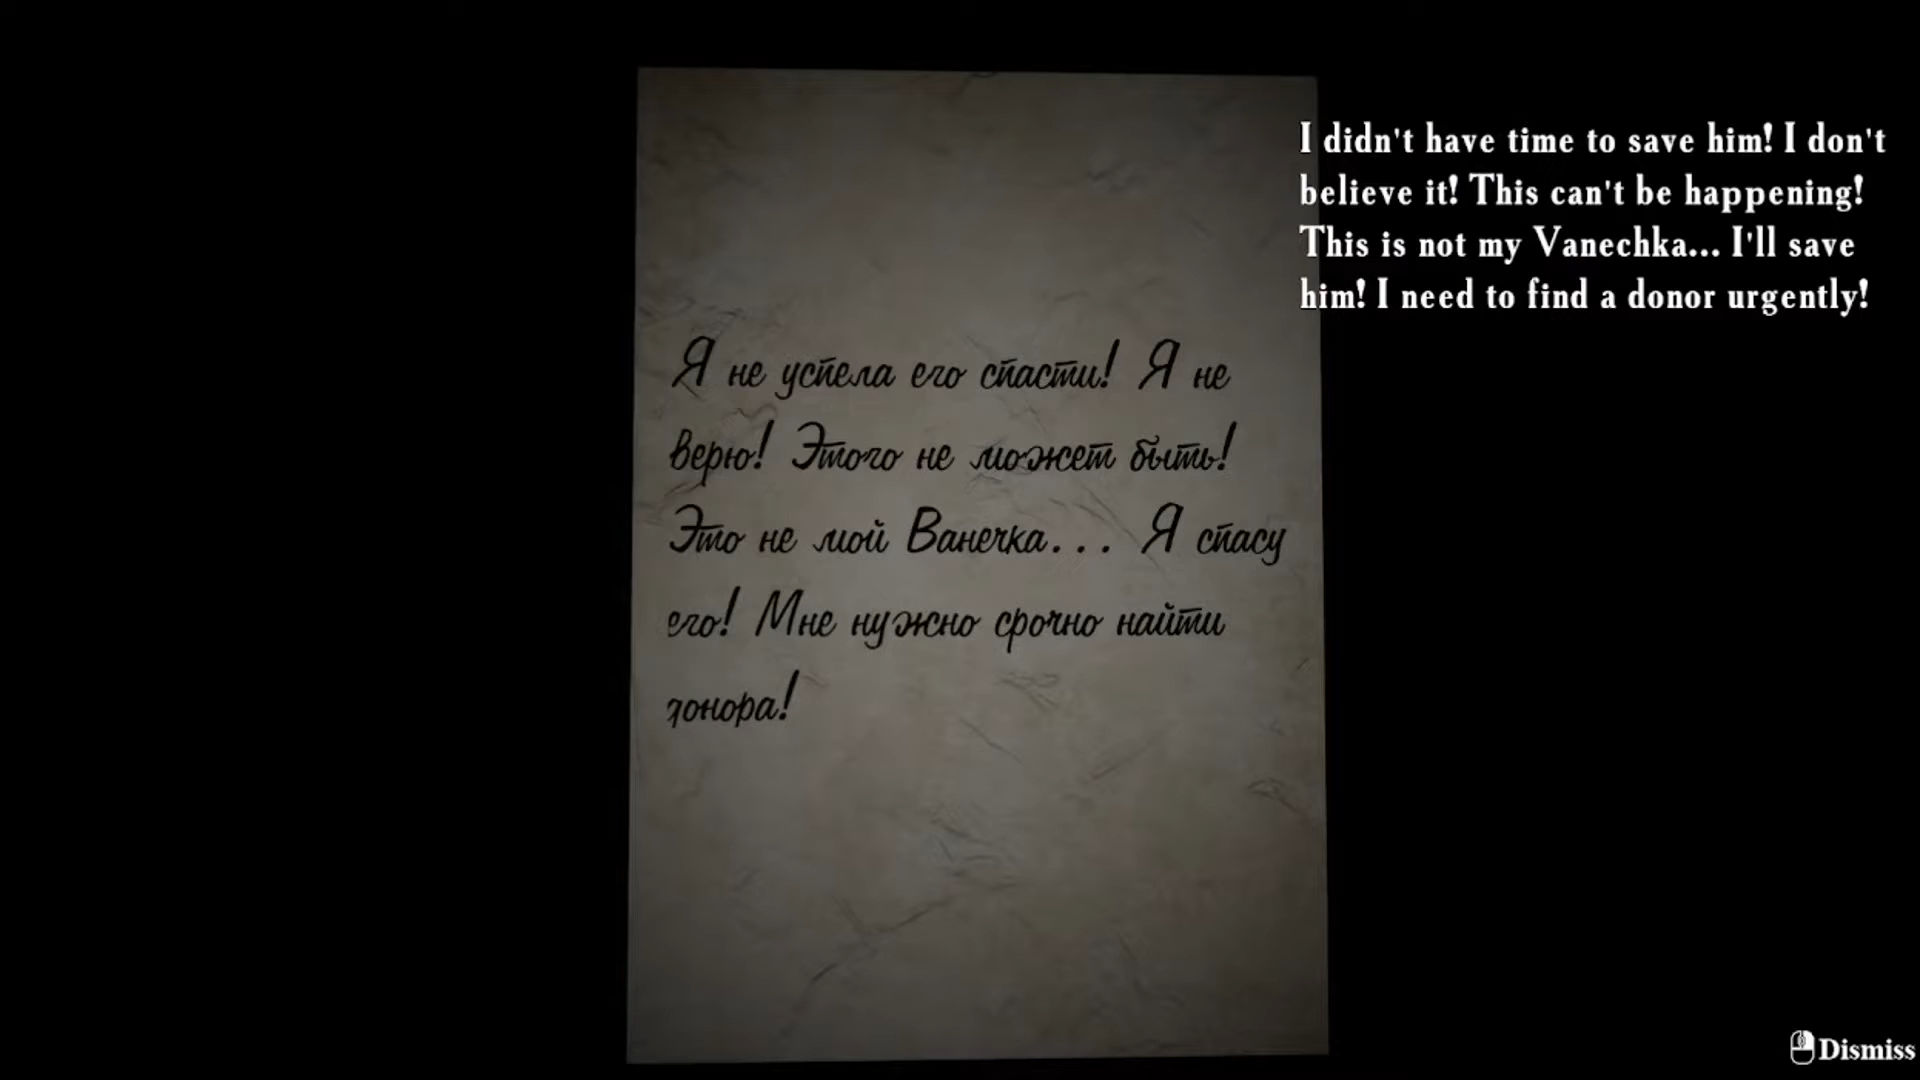 I didn't have time to save him! I don't
believe it! This can't be happening!
This is not my Vanechka... I'll save
him! I need to find a donor urgently!
Я не успела его спасти! Я не
верю! Этого не может быть!
Это не мой Ванечка... Я спасу
его! Мне нужно срочно найти
донора!
Dismiss